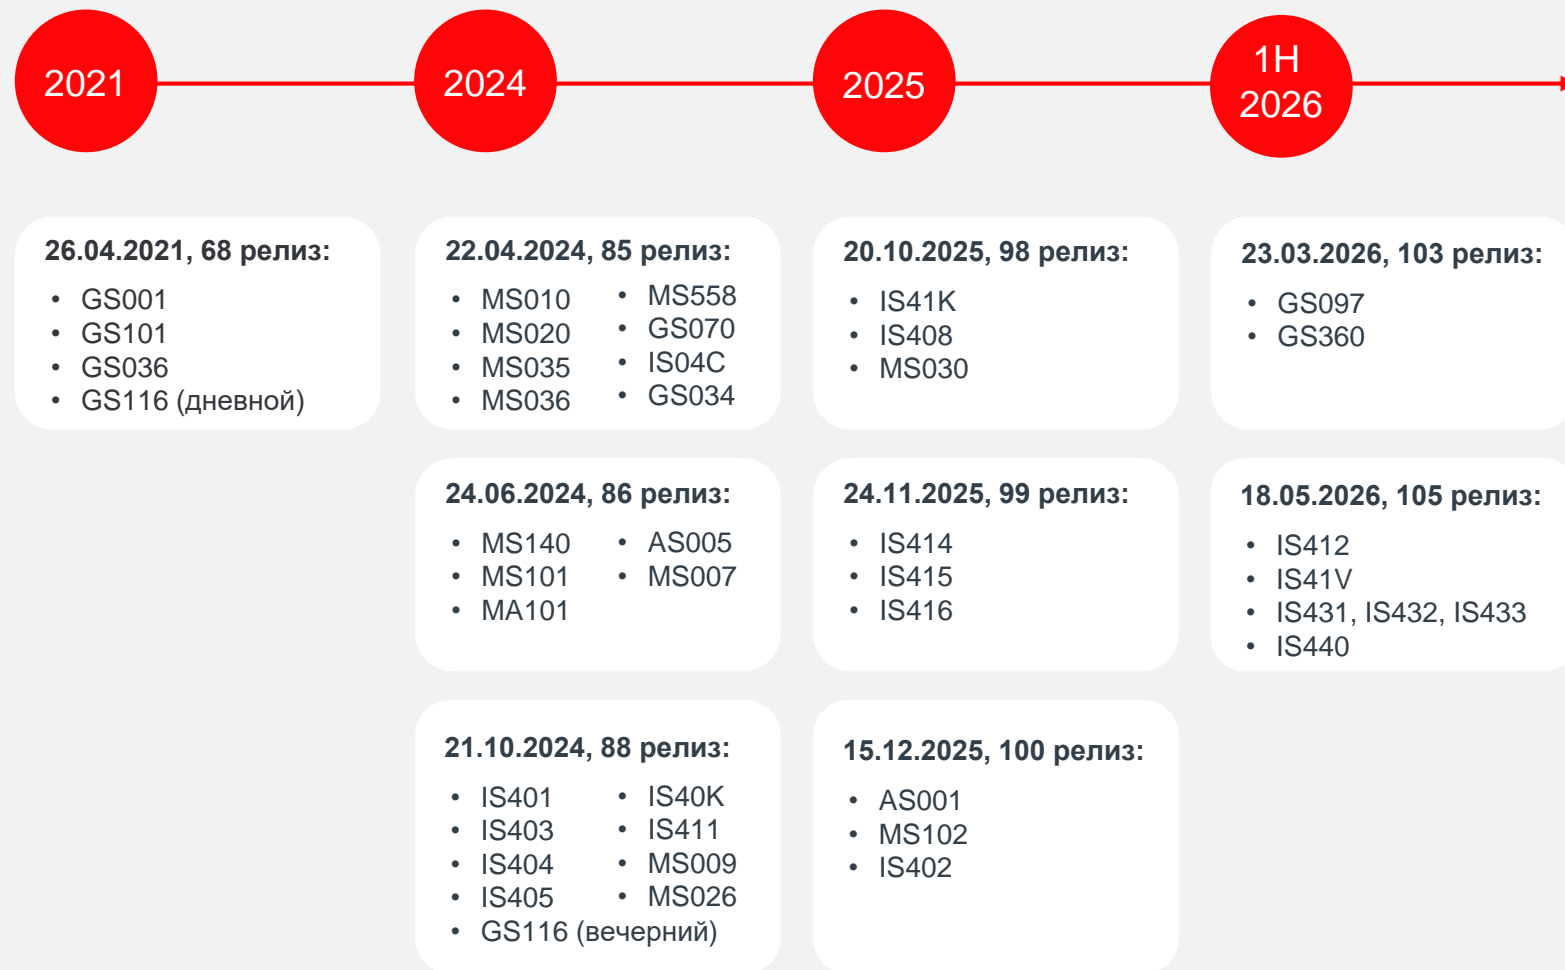 2021
2024
2025
1H
2026
26.04.2021, 68 релиз:
• GS001
• GS101
• GS036
• GS116 (дневной)
22.04.2024, 85 релиз:
• MS010
• MS020
• MS035
• MS036
• MS558
• GS070
• IS04C
• GS034
24.06.2024, 86 релиз:
• MS140
• MS101
• MA101
• AS005
• MS007
21.10.2024, 88 релиз:
• IS401
• IS403
• IS404
• IS405
• GS116 (вечерний)
• IS40K
• IS411
• MS009
• MS026
20.10.2025, 98 релиз:
• IS41K
• IS408
• MS030
24.11.2025, 99 релиз:
• IS414
• IS415
• IS416
15.12.2025, 100 релиз:
• AS001
• MS102
• IS402
23.03.2026, 103 релиз:
• GS097
• GS360
18.05.2026, 105 релиз:
• IS412
• IS41V
• IS431, IS432, IS433
• IS440